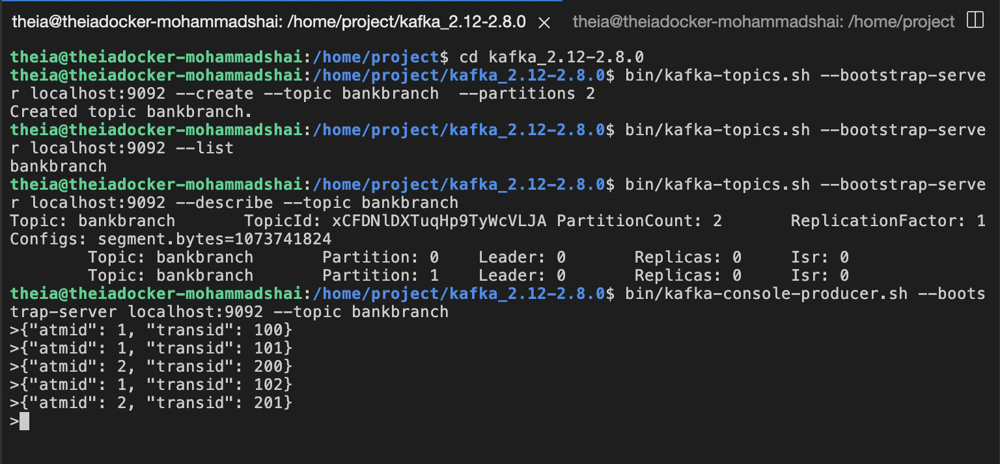 theia@theiadocker-mohammadshai: /home/project/kafka_2.12-2.8.0 × theia@theiadocker-mohammadshai: /home/project
theia@theiadocker-mohammadshai:/home/project$ cd kafka_2.12-2.8.0
theia@theiadocker-mohammadshai:/home/project/kafka_2.12-2.8.0$ bin/kafka-topics.sh --bootstrap-serve
r localhost:9092 --create --topic bankbranch  --partitions 2
Created topic bankbranch.
theia@theiadocker-mohammadshai:/home/project/kafka_2.12-2.8.0$ bin/kafka-topics.sh --bootstrap-serve
r localhost:9092 --list
bankbranch
theia@theiadocker-mohammadshai:/home/project/kafka_2.12-2.8.0$ bin/kafka-topics.sh --bootstrap-serve
r localhost:9092 --describe --topic bankbranch
Topic: bankbranch       TopicId: xCFDNlDXTuqHp9TyWcVLJA PartitionCount: 2       ReplicationFactor: 1
Configs: segment.bytes=1073741824
        Topic: bankbranch       Partition: 0    Leader: 0       Replicas: 0     Isr: 0
        Topic: bankbranch       Partition: 1    Leader: 0       Replicas: 0     Isr: 0
theia@theiadocker-mohammadshai:/home/project/kafka_2.12-2.8.0$ bin/kafka-console-producer.sh --boots
trap-server localhost:9092 --topic bankbranch
>{"atmid": 1, "transid": 100}
>{"atmid": 1, "transid": 101}
>{"atmid": 2, "transid": 200}
>{"atmid": 1, "transid": 102}
>{"atmid": 2, "transid": 201}
>